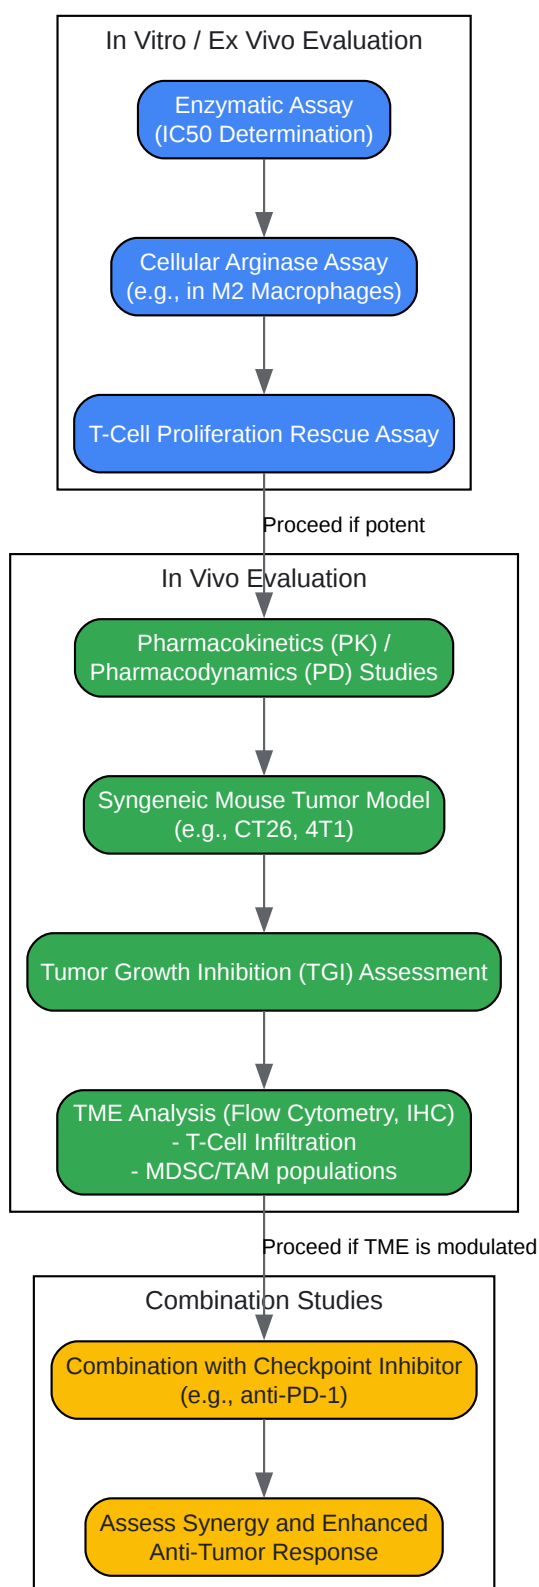 In Vitro / Ex Vivo Evaluation
Enzymatic Assay
(IC50 Determination)
Cellular Arginase Assay
(e.g., in M2 Macrophages)
T-Cell Proliferation Rescue Assay
Proceed if potent
In Vivo Evaluation
Pharmacokinetics (PK) /
Pharmacodynamics (PD) Studies
Syngeneic Mouse Tumor Model
(e.g., CT26, 4T1)
Tumor Growth Inhibition (TGI) Assessment
TME Analysis (Flow Cytometry, IHC)
- T-Cell Infiltration
- MDSC/TAM populations
Proceed if TME is modulated
Combination Studies
Combination with Checkpoint Inhibitor
(e.g., anti-PD-1)
Assess Synergy and Enhanced
Anti-Tumor Response